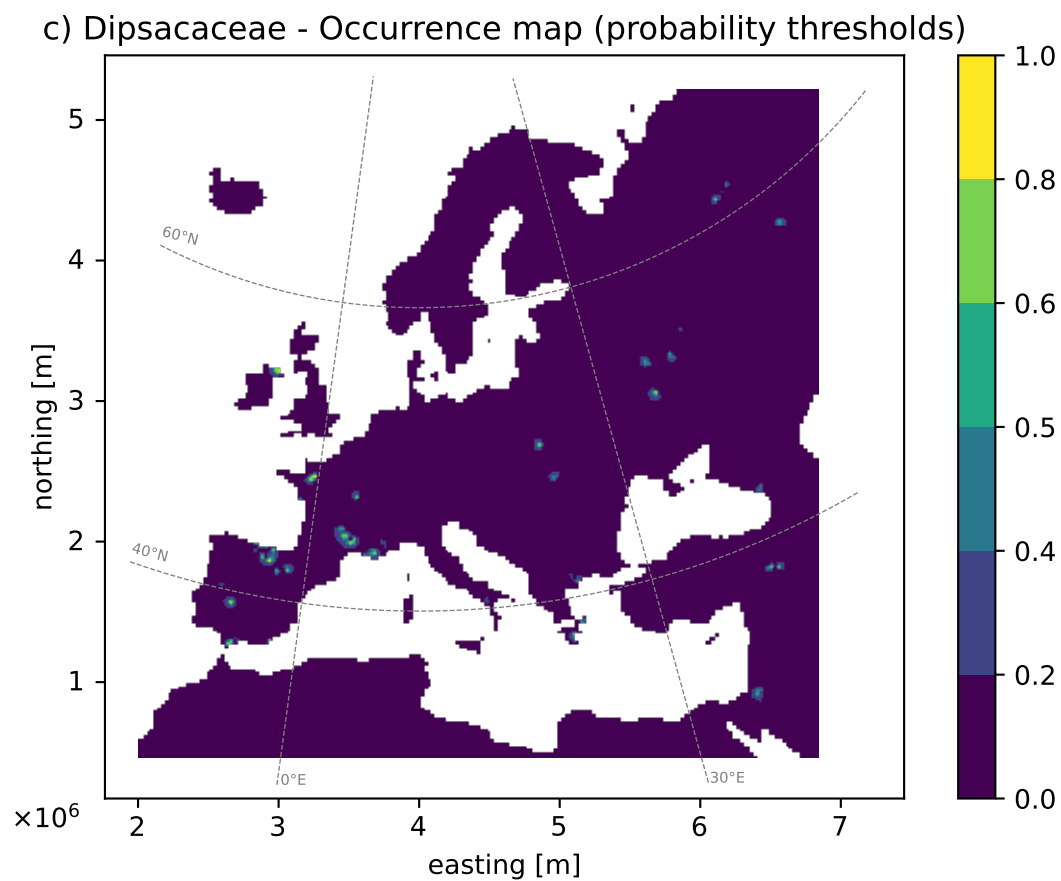 c) Dipsacaceae - Occurrence map (probability thresholds)
1.0
0.8
0.6
0.5
0.4
0.2
0.0
5
4
3
2
1
northing [m]
60°N
40°N
0°E
30°E
×10⁶
2 3 4 5 6 7
easting [m]